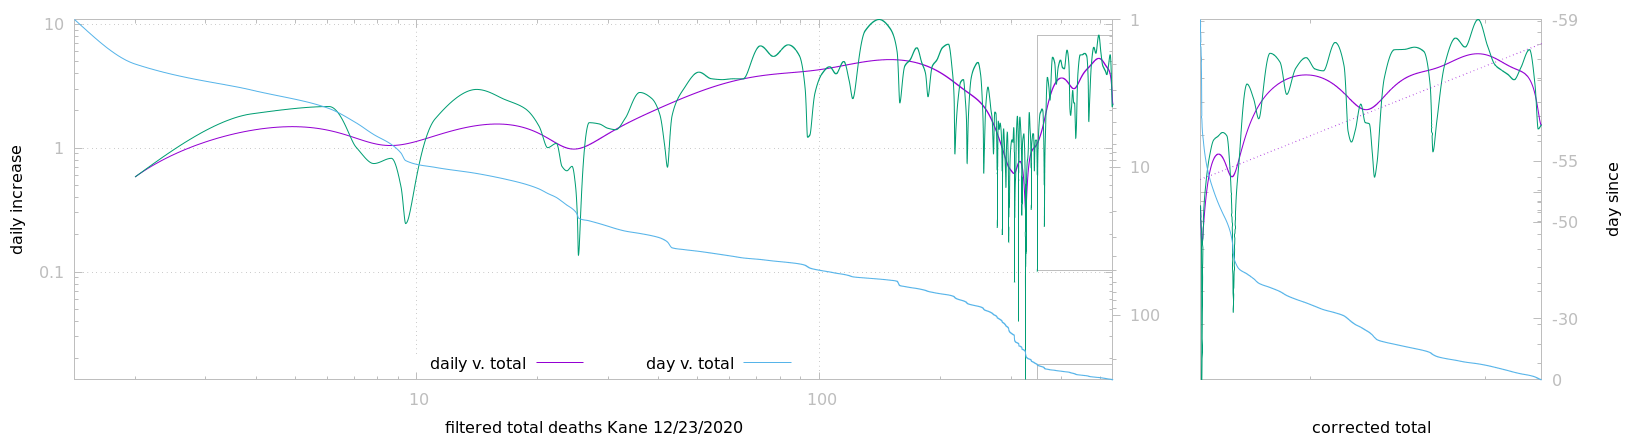 10
1
0.1
daily increase
daily v. total
day v. total
10
100
filtered total deaths Kane 12/23/2020
1
10
100
-59
-55
-50
-30
0
day since
corrected total